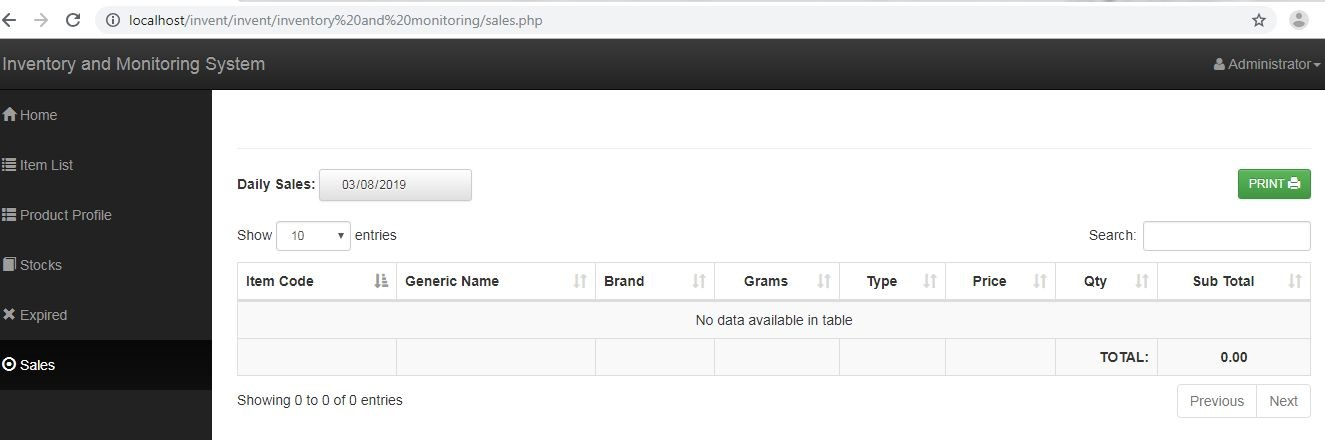 localhost/invent/invent/inventory%20and%20monitoring/sales.php
Inventory and Monitoring System Administrator
Home
Item List
Product Profile
Stocks
Expired
Sales
Daily Sales: 03/08/2019 PRINT
Show 10 entries Search:
Item Code Generic Name Brand Grams Type Price Qty Sub Total
No data available in table
TOTAL: 0.00
Showing 0 to 0 of 0 entries Previous Next